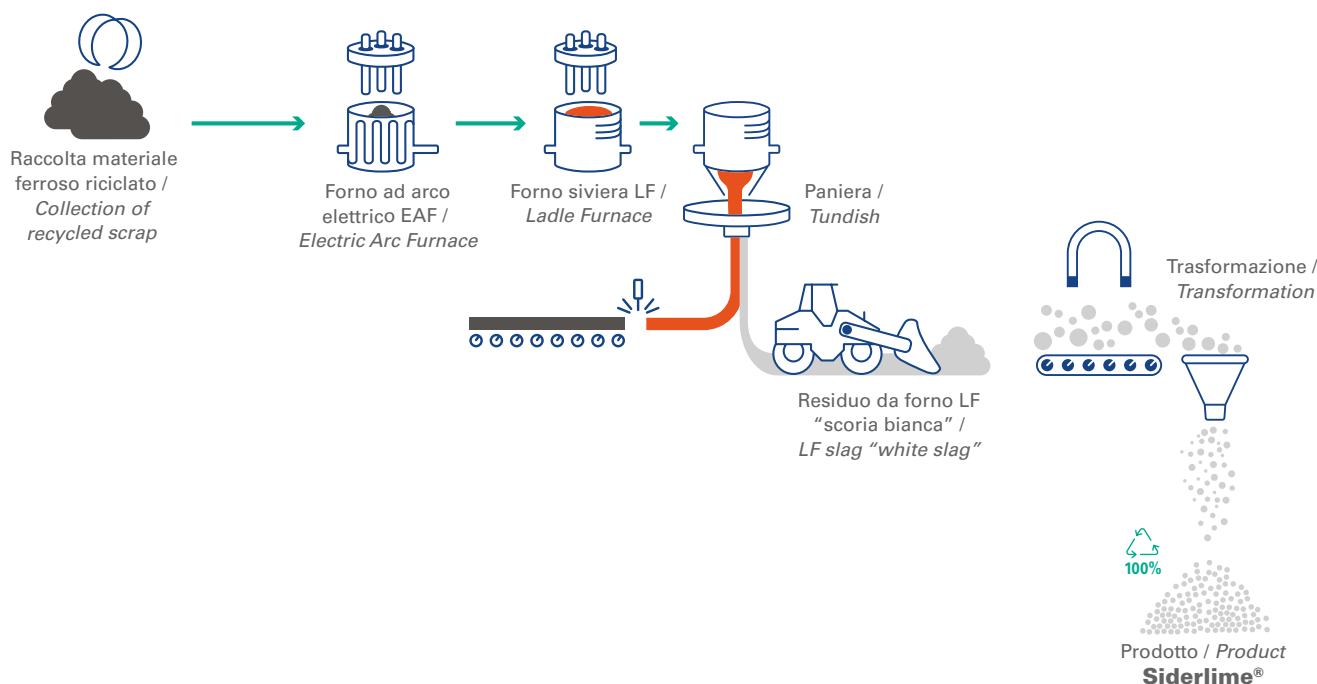 Raccolta materiale
ferroso riciclato /
Collection of
recycled scrap
Forno ad arco
elettrico EAF /
Electric Arc Furnace
Forno siviera LF /
Ladle Furnace
Paniera /
Tundish
Residuo da forno LF
“scoria bianca” /
LF slag “white slag”
Trasformazione /
Transformation
100%
Prodotto / Product
Siderlime®